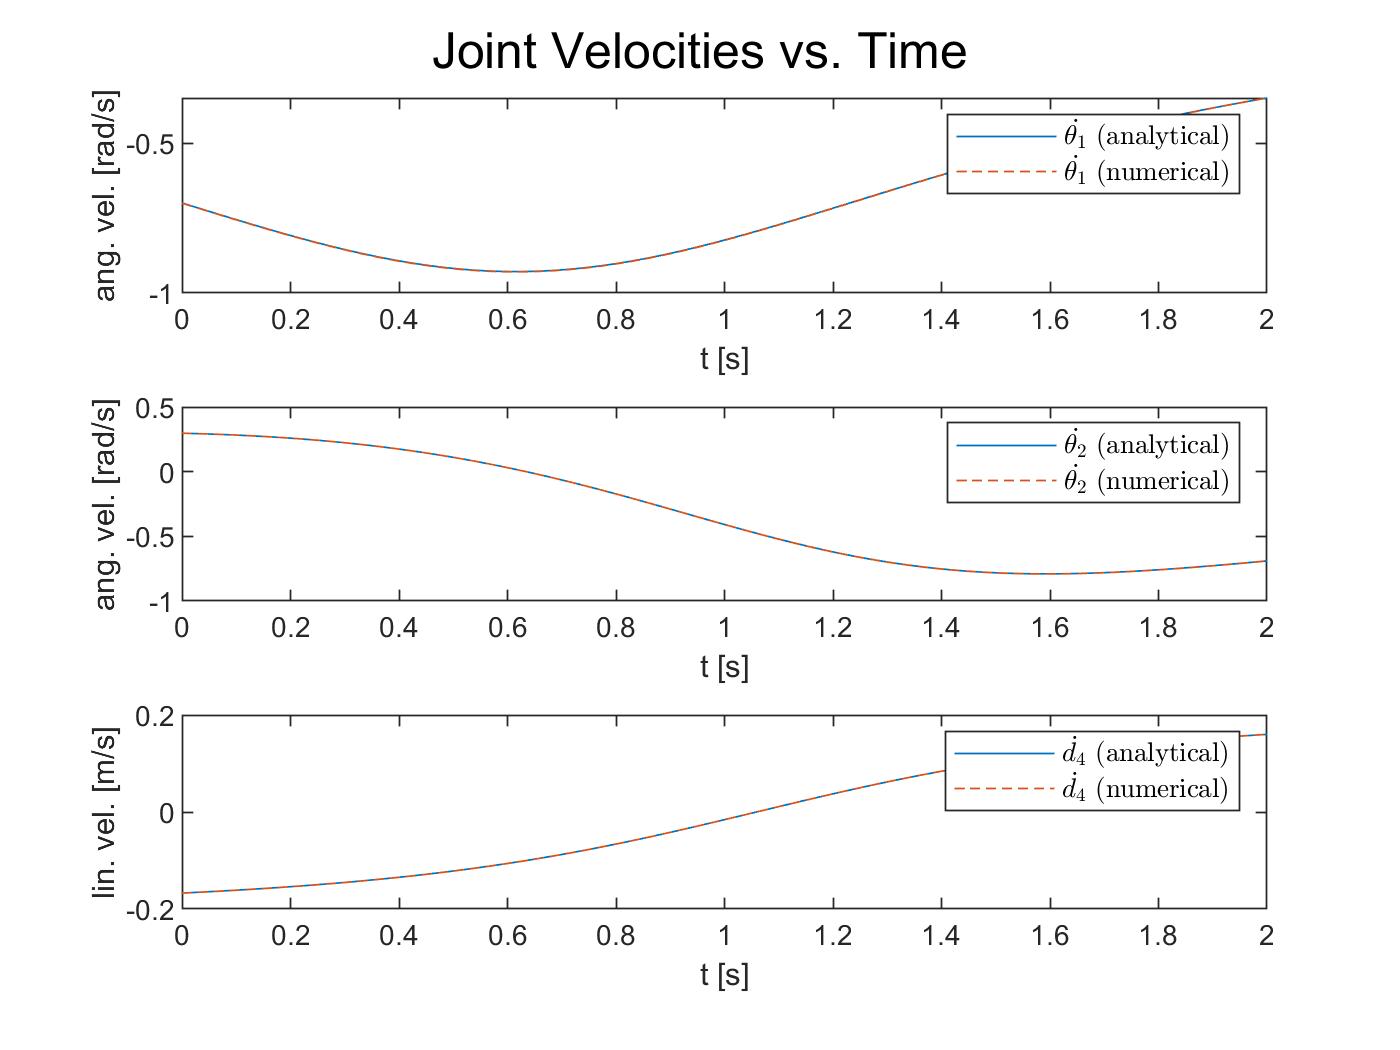 Joint Velocities vs. Time
ang. vel. [rad/s]
-0.5
-1
θ̇₁ (analytical)
θ̇₁ (numerical)
0 0.2 0.4 0.6 0.8 1 1.2 1.4 1.6 1.8 2
t [s]
ang. vel. [rad/s]
0.5
0
-0.5
-1
θ̇₂ (analytical)
θ̇₂ (numerical)
0 0.2 0.4 0.6 0.8 1 1.2 1.4 1.6 1.8 2
t [s]
lin. vel. [m/s]
0.2
0
-0.2
ḋ₄ (analytical)
ḋ₄ (numerical)
0 0.2 0.4 0.6 0.8 1 1.2 1.4 1.6 1.8 2
t [s]